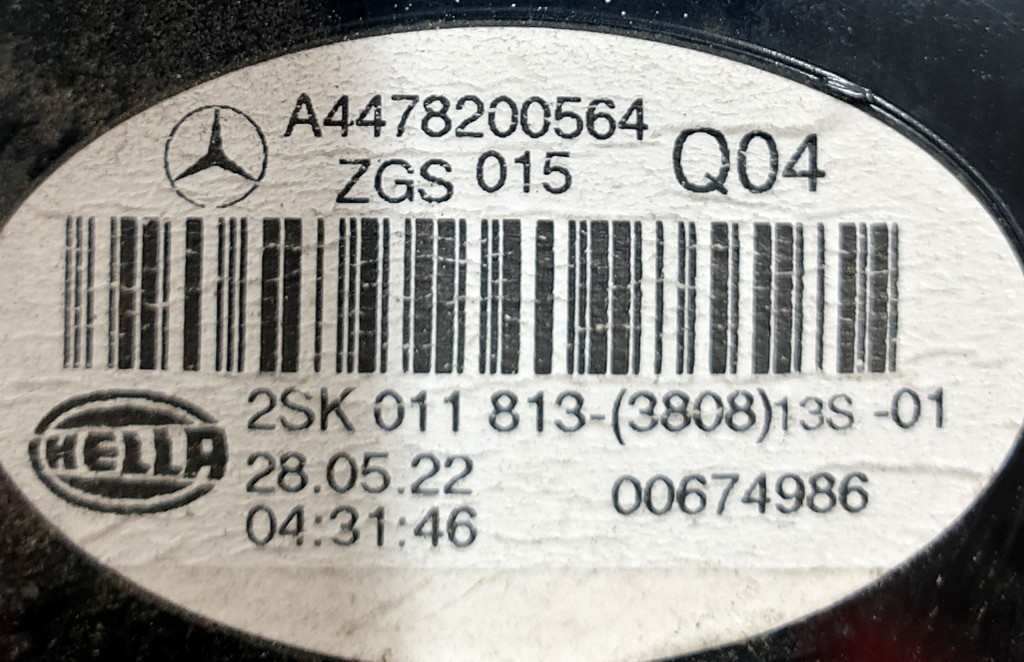 A4478200564
ZGS 015 Q04
HELLA
2SK 011 813-(3808)13S -01
28.05.22 00674986
04:31:46